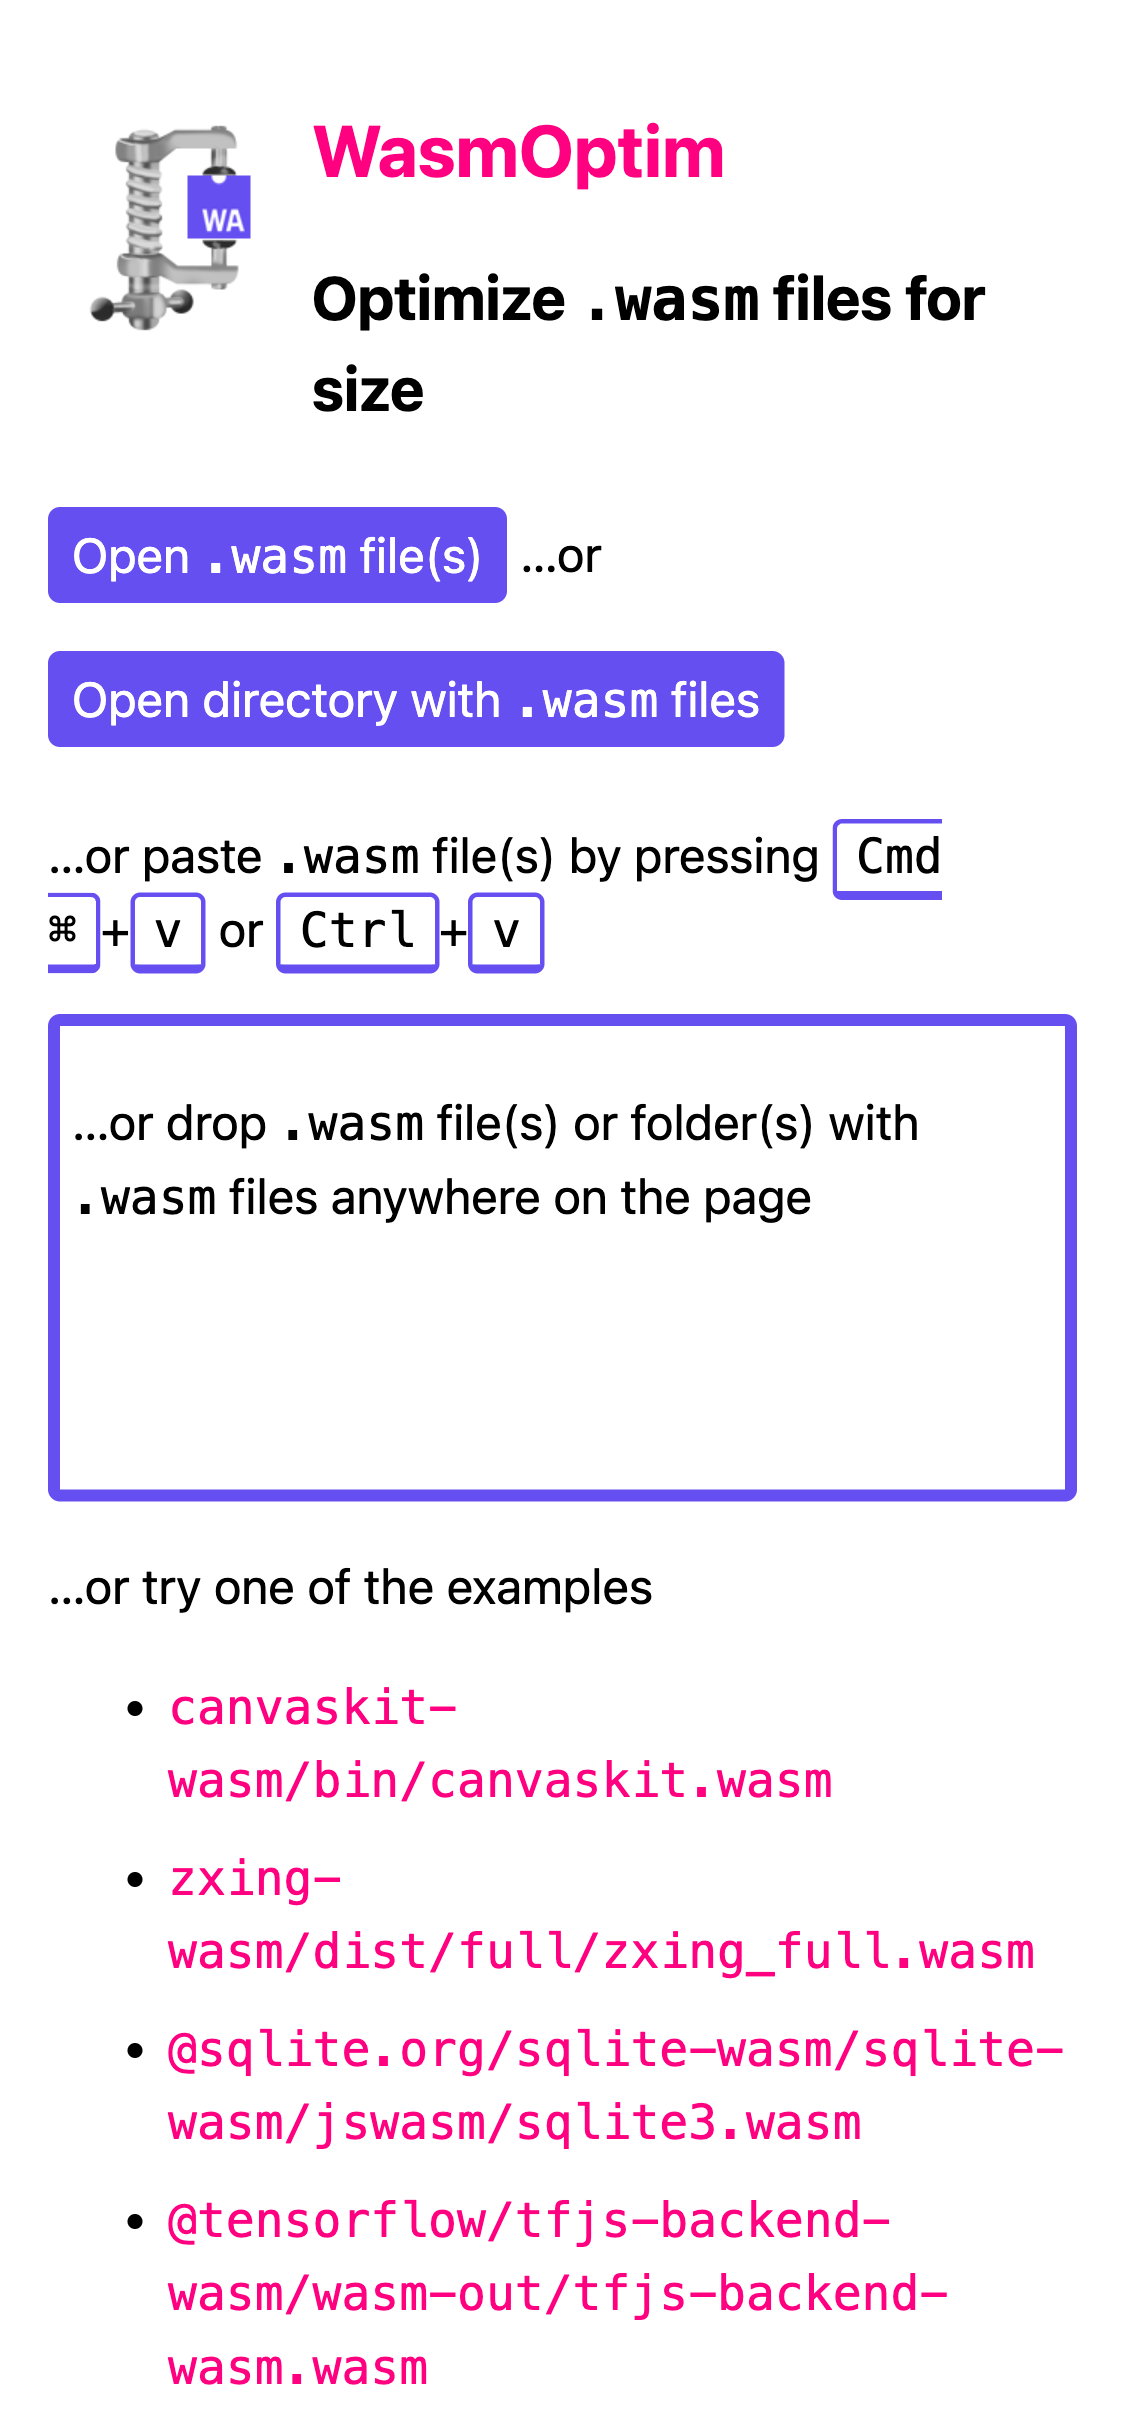 WA
WasmOptim
Optimize .wasm files for
size
Open .wasm file(s) …or
Open directory with .wasm files
…or paste .wasm file(s) by pressing Cmd
⌘+v or Ctrl+v
…or drop .wasm file(s) or folder(s) with
.wasm files anywhere on the page
…or try one of the examples
• canvaskit-
wasm/bin/canvaskit.wasm
• zxing-
wasm/dist/full/zxing_full.wasm
• @sqlite.org/sqlite-wasm/sqlite-
wasm/jswasm/sqlite3.wasm
• @tensorflow/tfjs-backend-
wasm/wasm-out/tfjs-backend-
wasm.wasm